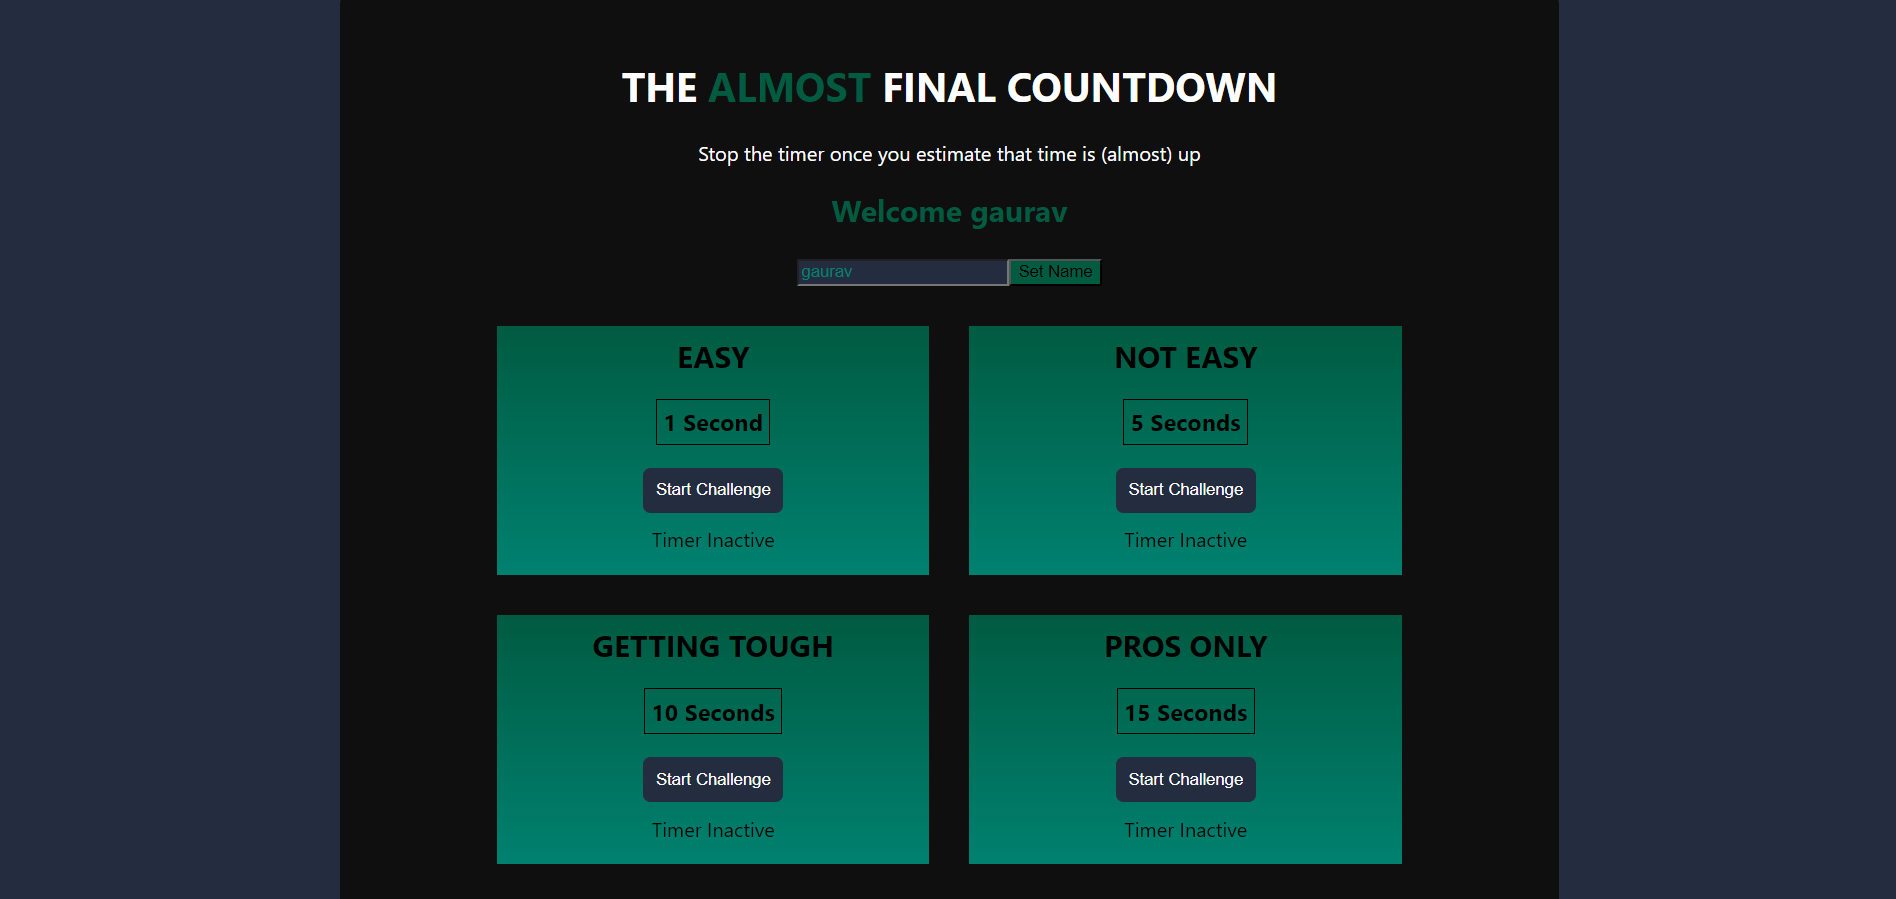 THE ALMOST FINAL COUNTDOWN
Stop the timer once you estimate that time is (almost) up
Welcome gaurav
gaurav Set Name
EASY
1 Second
Start Challenge
Timer Inactive
NOT EASY
5 Seconds
Start Challenge
Timer Inactive
GETTING TOUGH
10 Seconds
Start Challenge
Timer Inactive
PROS ONLY
15 Seconds
Start Challenge
Timer Inactive